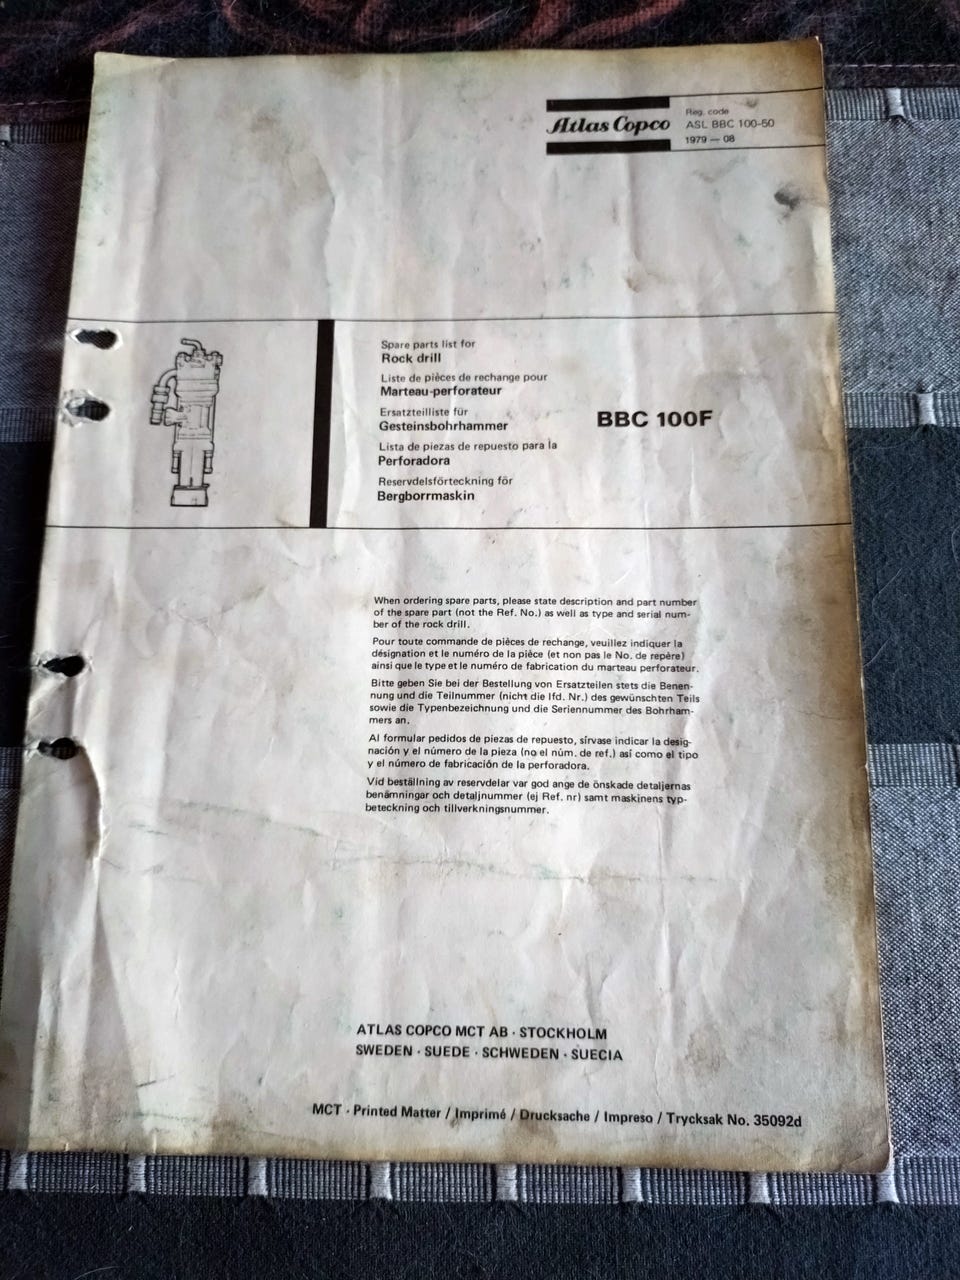 Atlas Copco
Reg. code
ASL BBC 100-50
1979 — 08
Spare parts list for
Rock drill
Liste de pièces de rechange pour
Marteau-perforateur
Ersatzteilliste für
Gesteinsbohrhammer
Lista de piezas de repuesto para la
Perforadora
Reservdelsförteckning för
Bergborrmaskin
BBC 100F
When ordering spare parts, please state description and part number
of the spare part (not the Ref. No.) as well as type and serial num-
ber of the rock drill.
Pour toute commande de pièces de rechange, veuillez indiquer la
désignation et le numéro de la pièce (et non pas le No. de repère)
ainsi que le type et le numéro de fabrication du marteau perforateur.
Bitte geben Sie bei der Bestellung von Ersatzteilen stets die Benen-
nung und die Teilnummer (nicht die lfd. Nr.) des gewünschten Teils
sowie die Typenbezeichnung und die Seriennummer des Bohrham-
mers an.
Al formular pedidos de piezas de repuesto, sírvase indicar la desig-
nación y el número de la pieza (no el núm. de ref.) así como el tipo
y el número de fabricación de la perforadora.
Vid beställning av reservdelar var god ange de önskade detaljernas
benämningar och detaljnummer (ej Ref. nr) samt maskinens typ-
beteckning och tillverkningsnummer.
ATLAS COPCO MCT AB · STOCKHOLM
SWEDEN · SUEDE · SCHWEDEN · SUECIA
MCT · Printed Matter / Imprimé / Drucksache / Impreso / Trycksak No. 35092d